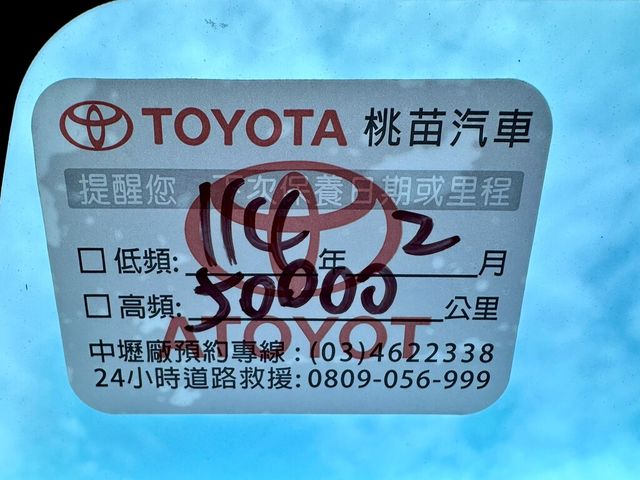 TOYOTA 桃苗汽車
提醒您 下次保養日期或里程
低頻: 114 年 2 月
高頻: 50000 公里
ATOYOT
中壢廠預約專線:(03)4622338
24小時道路救援:0809-056-999